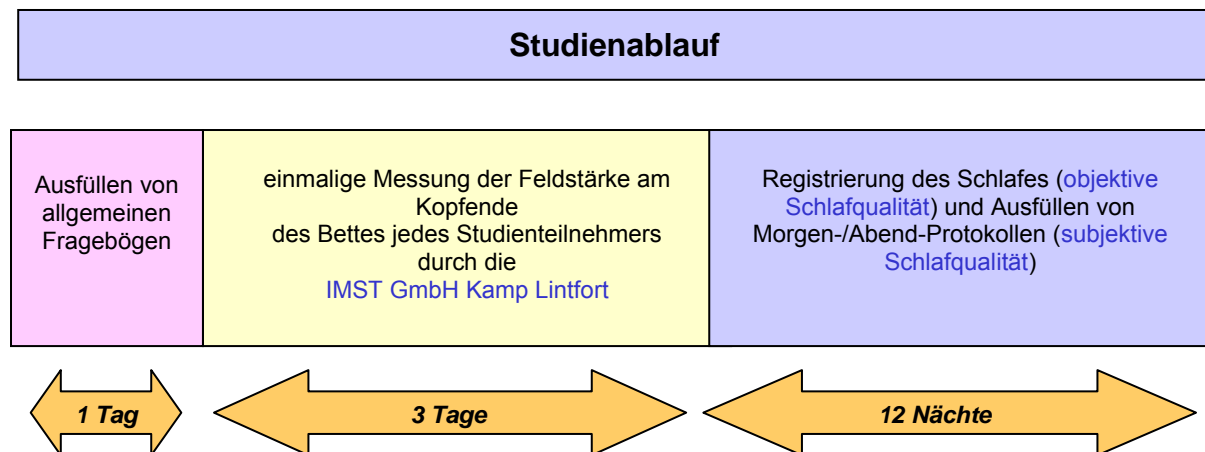 Studienablauf
Ausfüllen von
allgemeinen
Fragebögen
einmalige Messung der Feldstärke am
Kopfende
des Bettes jedes Studienteilnehmers
durch die
IMST GmbH Kamp Lintfort
Registrierung des Schlafes (objektive
Schlafqualität) und Ausfüllen von
Morgen-/Abend-Protokollen (subjektive
Schlafqualität)
1 Tag
3 Tage
12 Nächte